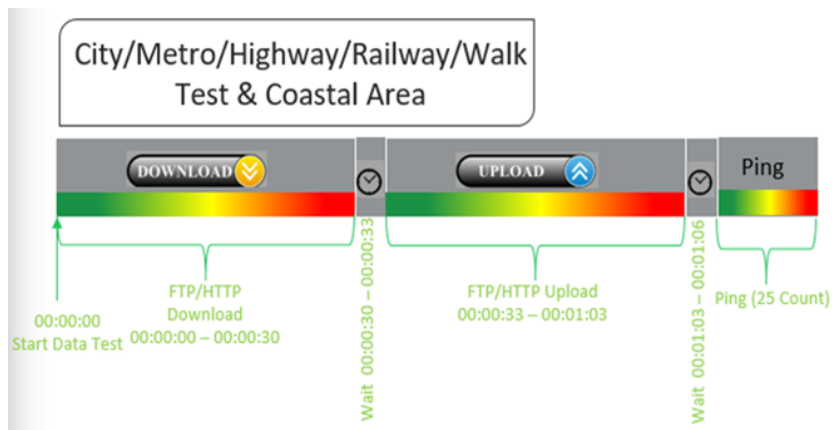 City/Metro/Highway/Railway/Walk
Test & Coastal Area
DOWNLOAD
UPLOAD
Ping
00:00:00
Start Data Test
FTP/HTTP
Download
00:00:00 – 00:00:30
Wait 00:00:30 – 00:00:33
FTP/HTTP Upload
00:00:33 – 00:01:03
Wait 00:01:03 – 00:01:06
Ping (25 Count)